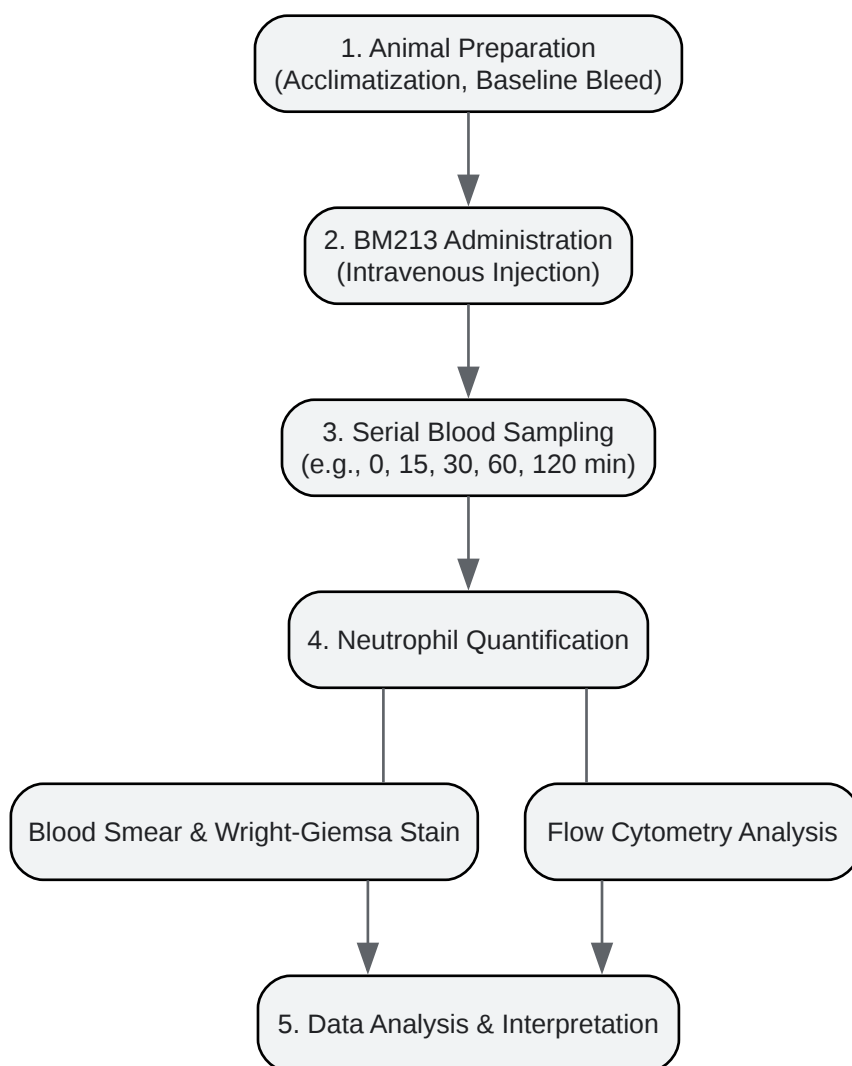 1. Animal Preparation
(Acclimatization, Baseline Bleed)
2. BM213 Administration
(Intravenous Injection)
3. Serial Blood Sampling
(e.g., 0, 15, 30, 60, 120 min)
4. Neutrophil Quantification
Blood Smear & Wright-Giemsa Stain
Flow Cytometry Analysis
5. Data Analysis & Interpretation